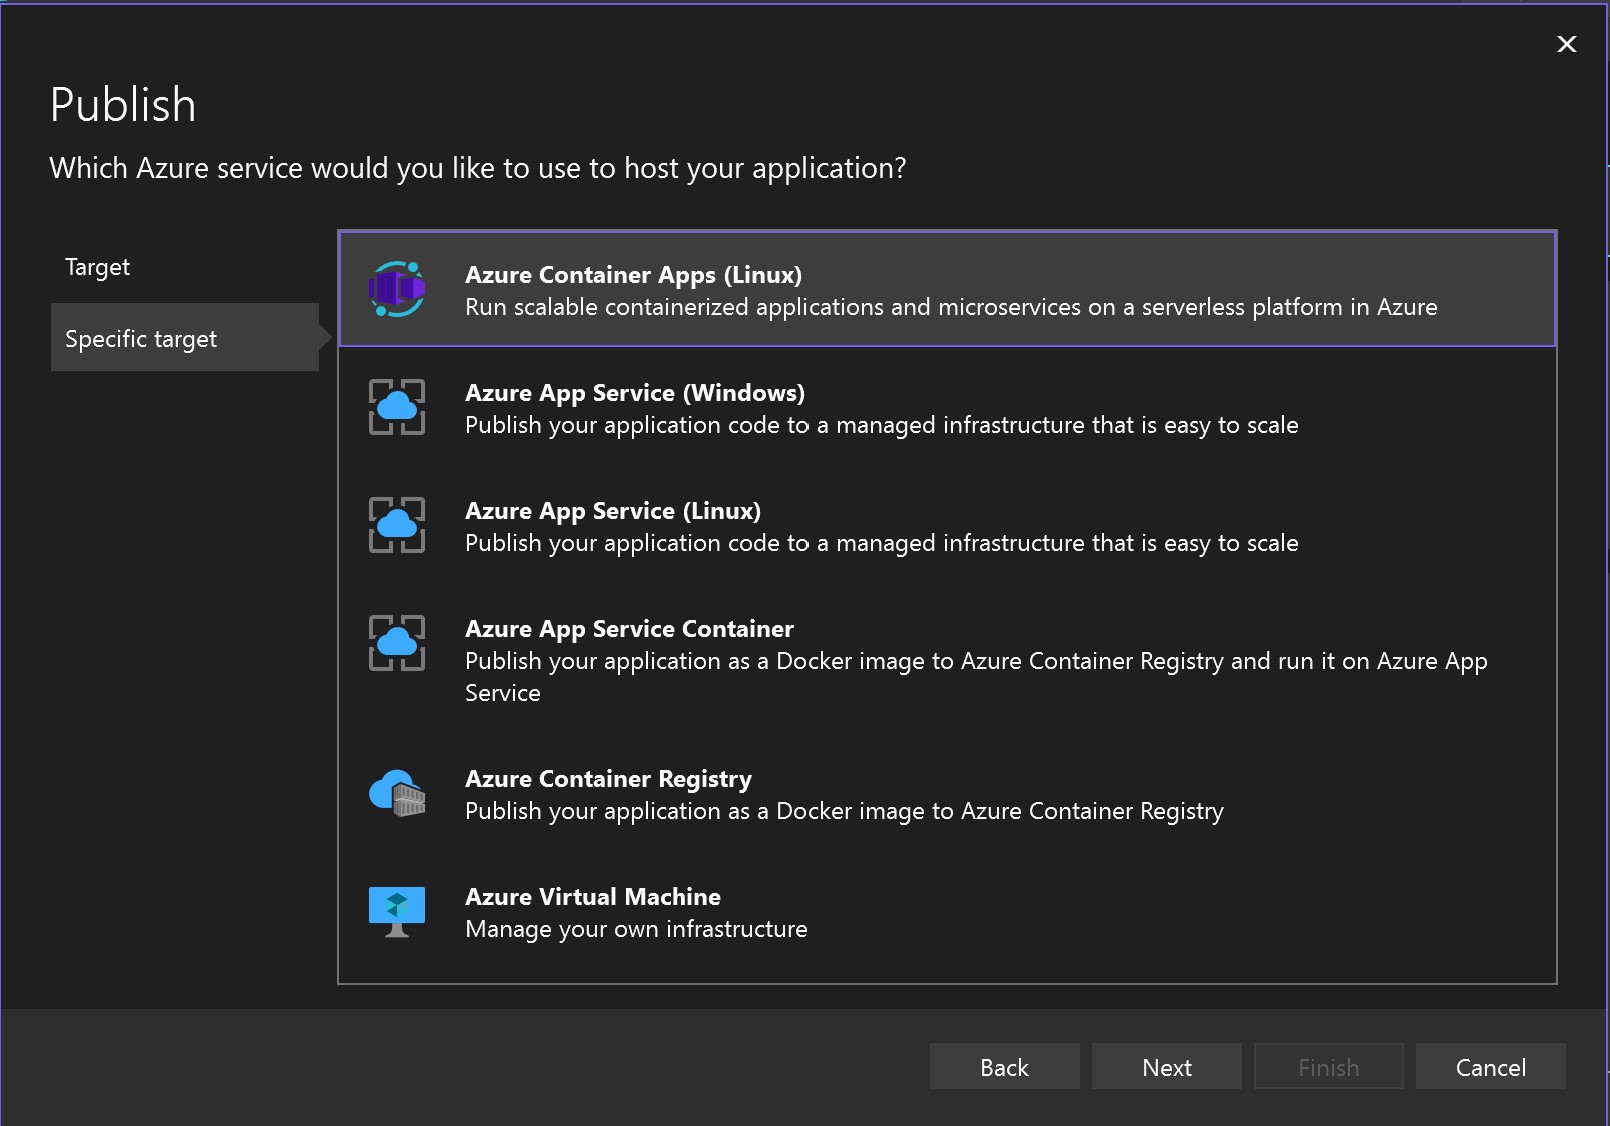 Publish
Which Azure service would you like to use to host your application?
Target
Specific target
Azure Container Apps (Linux)
Run scalable containerized applications and microservices on a serverless platform in Azure
Azure App Service (Windows)
Publish your application code to a managed infrastructure that is easy to scale
Azure App Service (Linux)
Publish your application code to a managed infrastructure that is easy to scale
Azure App Service Container
Publish your application as a Docker image to Azure Container Registry and run it on Azure App
Service
Azure Container Registry
Publish your application as a Docker image to Azure Container Registry
Azure Virtual Machine
Manage your own infrastructure
Back
Next
Finish
Cancel